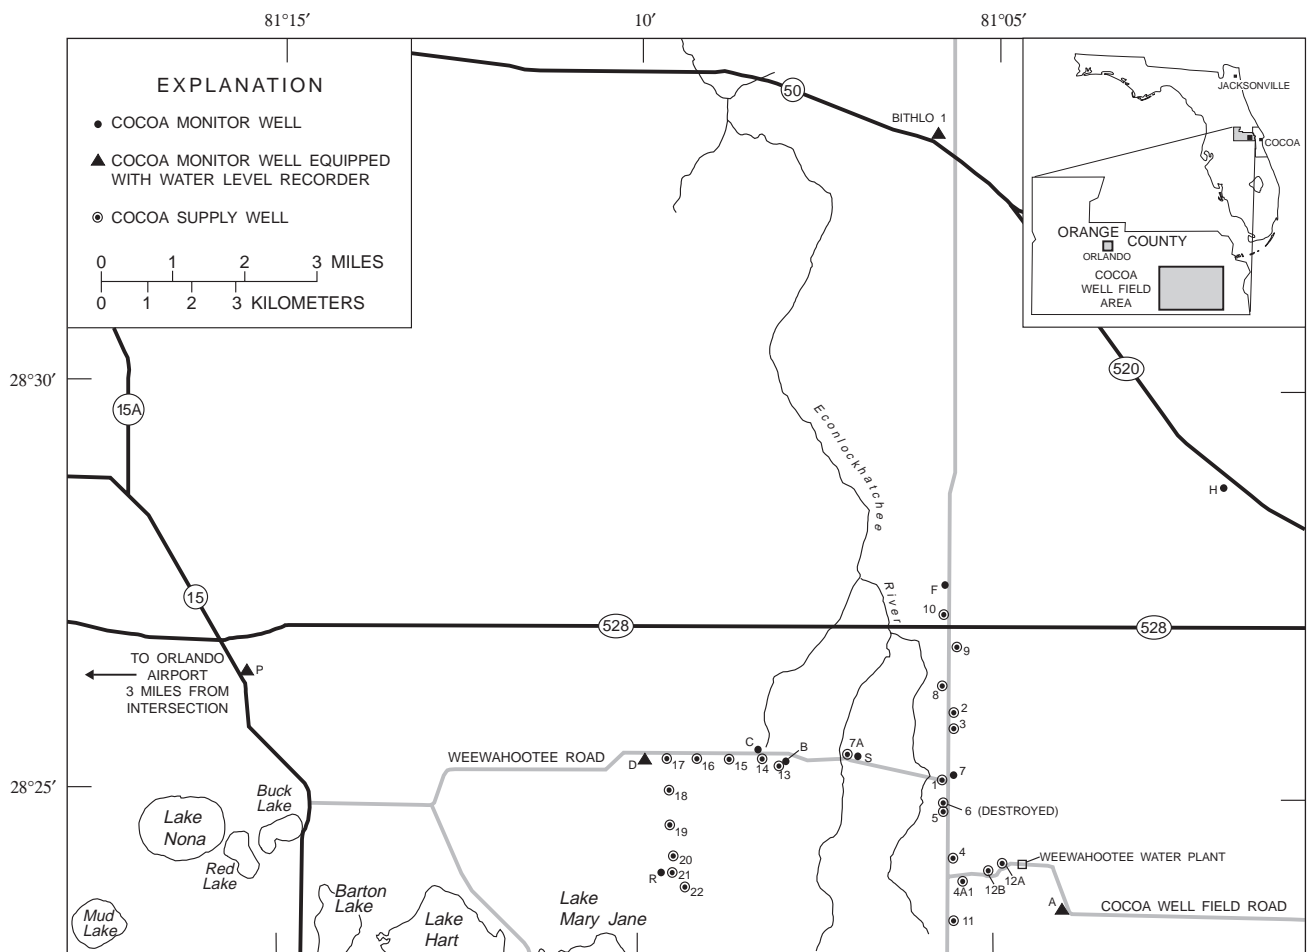 81°15′
10′
81°05′
EXPLANATION
COCOA MONITOR WELL
COCOA MONITOR WELL EQUIPPED
WITH WATER LEVEL RECORDER
COCOA SUPPLY WELL
0 1 2 3 MILES
0 1 2 3 KILOMETERS
50
BITHLO 1
JACKSONVILLE
COCOA
ORANGE
COUNTY
ORLANDO
COCOA
WELL FIELD
AREA
28°30′
15A
520
Econlockhatchee
River
H
F
10
15
528
528
9
TO ORLANDO
AIRPORT
3 MILES FROM
INTERSECTION
P
8
2
3
WEEWAHOOTEE ROAD
D
17
16
15
C
14
B
13
7A
S
7
1
28°25′
6 (DESTROYED)
5
18
19
20
21
R
22
Buck
Lake
Lake
Nona
Red
Lake
4
WEEWAHOOTEE WATER PLANT
12A
12B
4A1
A
COCOA WELL FIELD ROAD
11
Barton
Lake
Lake
Hart
Lake
Mary Jane
Mud
Lake